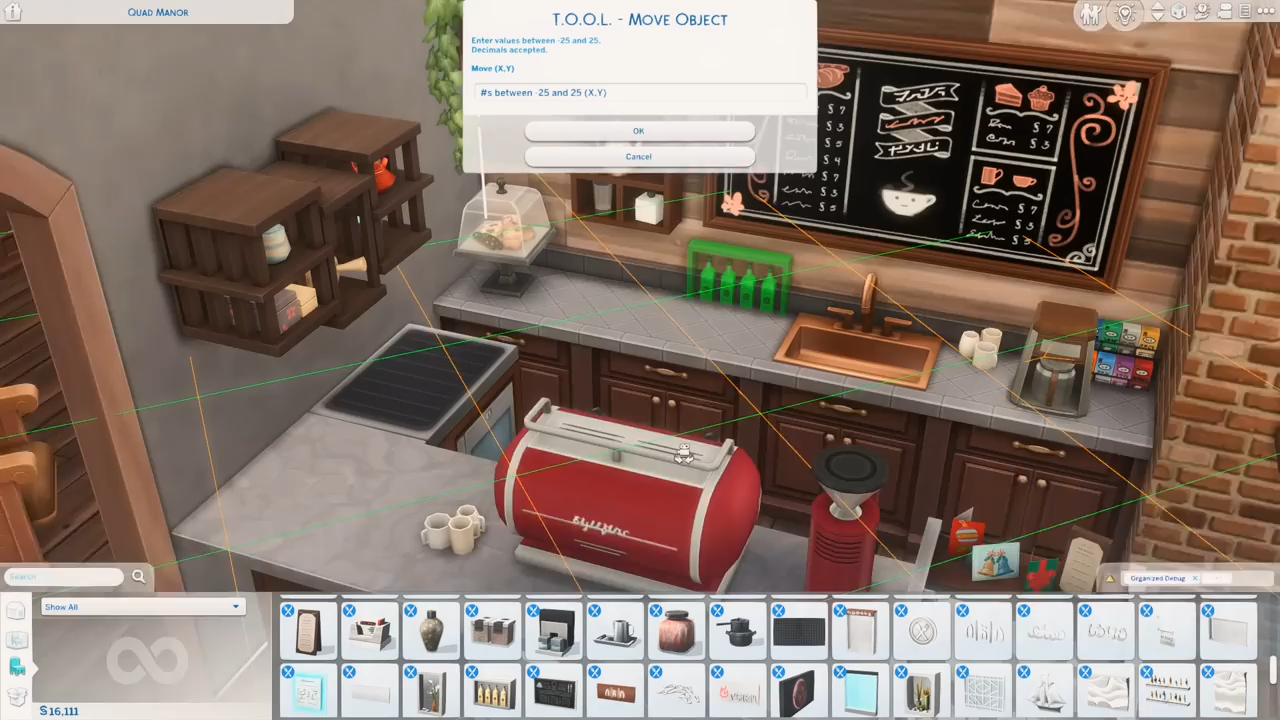 Quad Manor
T.O.O.L. - Move Object
Enter values between -25 and 25.
Decimals accepted.
Move (X,Y)
#s between -25 and 25 (X,Y)
OK
Cancel
Search
Show All
Organized Debug
$16,111